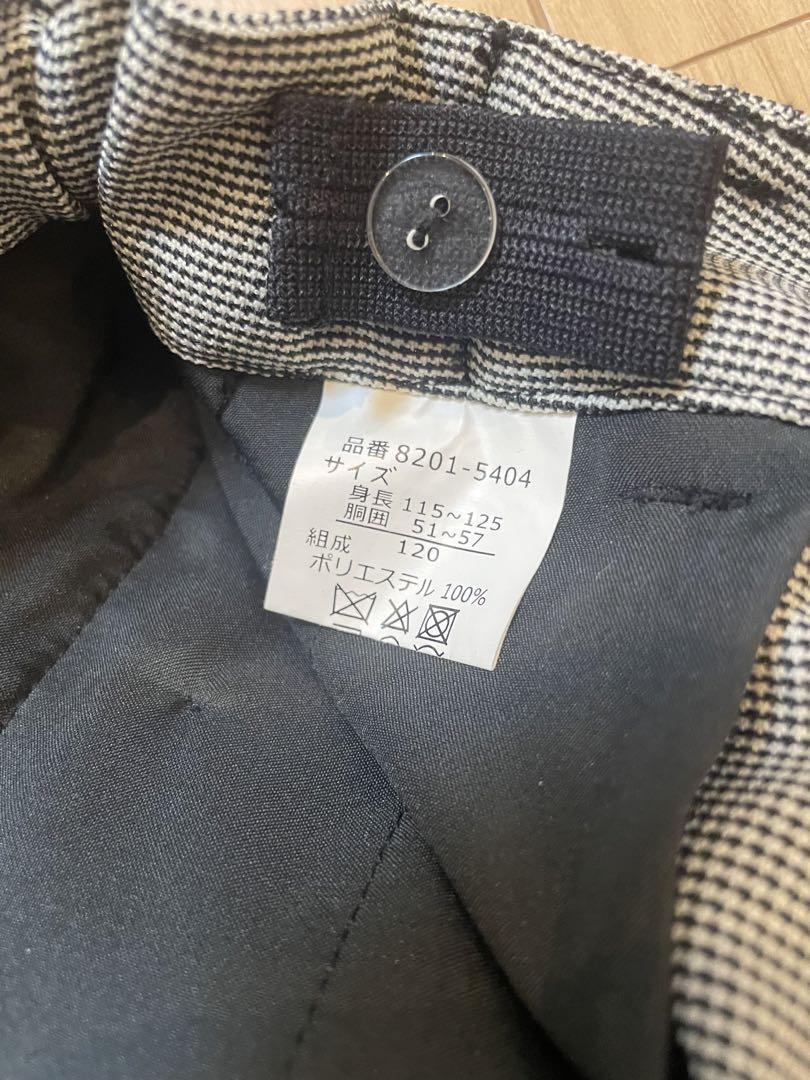 品番 8201-5404
サイズ
身長 115~125
胴囲 51~57
120
組成
ポリエステル 100%